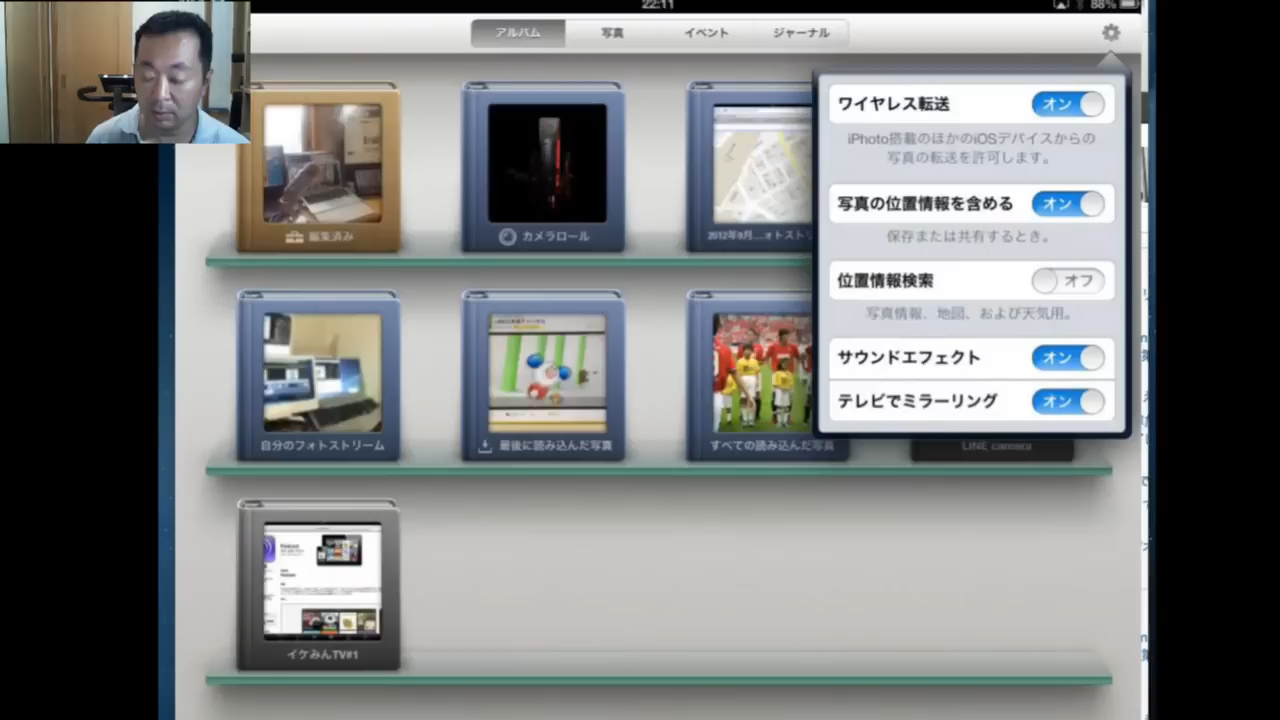 22:11
88%
アルバム
写真
イベント
ジャーナル
ワイヤレス転送
オン
iPhoto搭載のほかのiOSデバイスからの
写真の転送を許可します。
写真の位置情報を含める
オン
保存または共有するとき。
位置情報検索
オフ
写真情報、地図、および天気用。
サウンドエフェクト
オン
テレビでミラーリング
オン
編集済み
カメラロール
2012年9月...ォトストリ
自分のフォトストリーム
最後に読み込んだ写真
すべての読み込んだ写真
LINE camera
イケみんTV#1